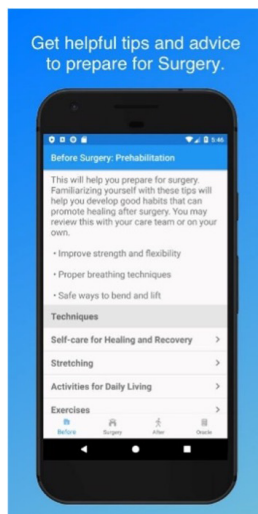 Get helpful tips and advice
to prepare for Surgery.
5:46
Before Surgery: Prehabilitation
This will help you prepare for surgery.
Familiarizing yourself with these tips will
help you develop good habits that can
promote healing after surgery. You may
review this with your care team or on your
own.
• Improve strength and flexibility
• Proper breathing techniques
• Safe ways to bend and lift
Techniques
Self-care for Healing and Recovery
Stretching
Activities for Daily Living
Exercises
Before Surgery After Oracle